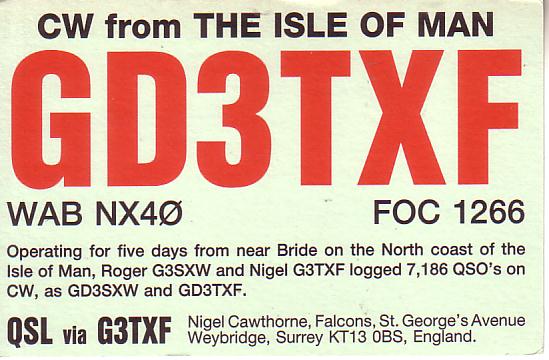 CW from THE ISLE OF MAN
GD3TXF
WAB NX4Ø FOC 1266
Operating for five days from near Bride on the North coast of the
Isle of Man, Roger G3SXW and Nigel G3TXF logged 7,186 QSO's on
CW, as GD3SXW and GD3TXF.
QSL via G3TXF Nigel Cawthorne, Falcons, St. George's Avenue
Weybridge, Surrey KT13 0BS, England.